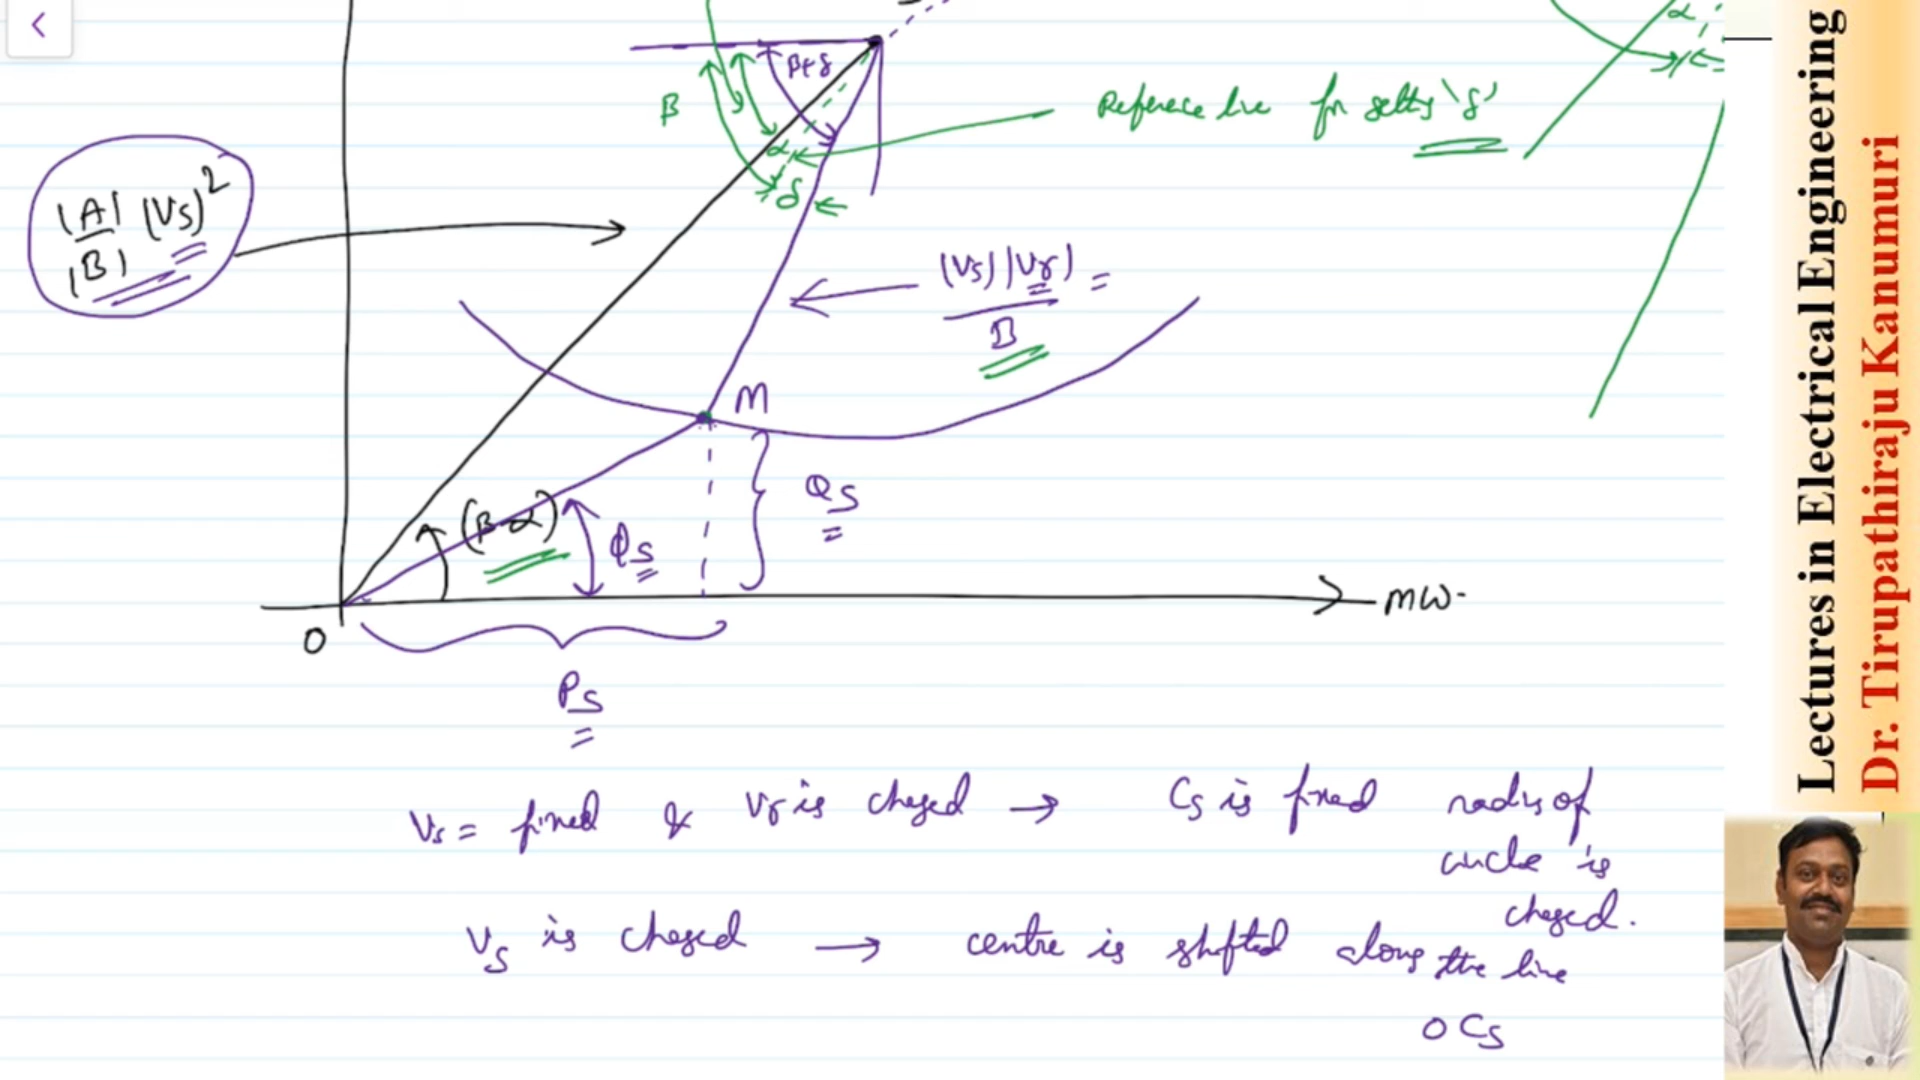 β+δ
α
β
Reference line for setting 'δ'
α
δ
|A| |Vs|²
|B|
|Vs| |Vr| =
B
M
Qs
(β-α)
ϕs
MW.
O
Ps
Vs = fixed & Vr is changed → Cs is fixed radius of
circle is
changed.
Vs is changed → centre is shifted along the line
OCs
Lectures in Electrical Engineering
Dr. Tirupathiraju Kanumuri